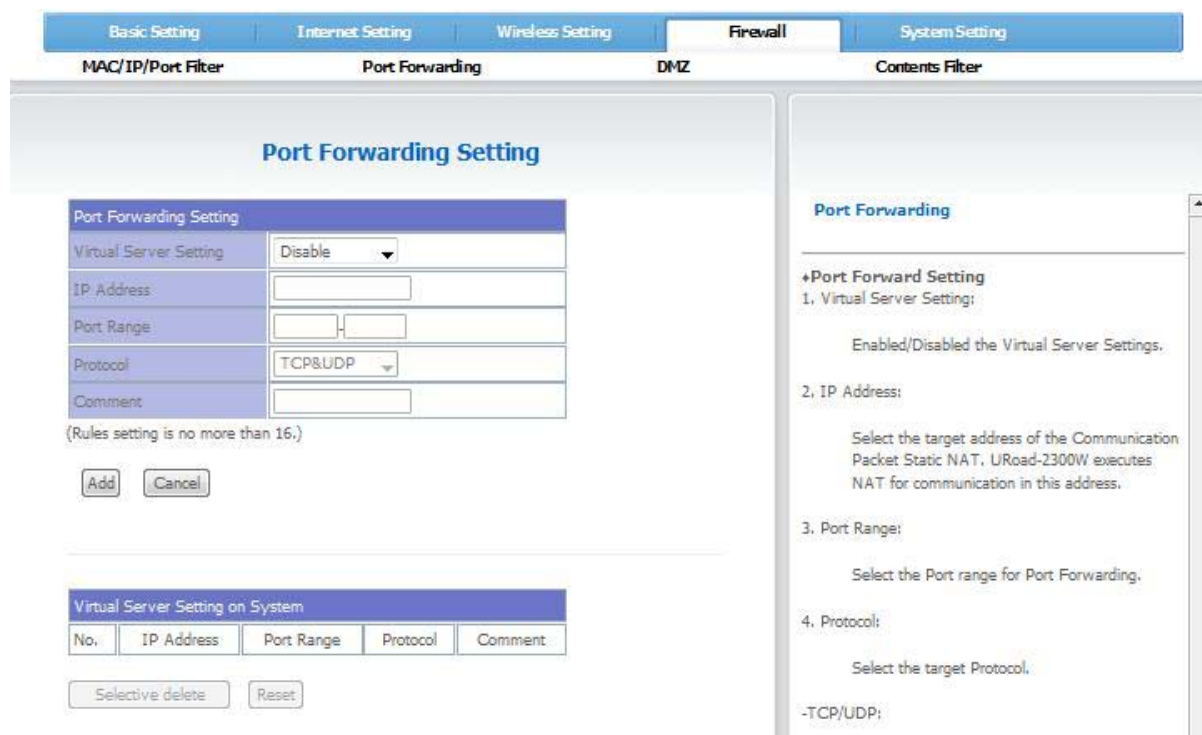 Basic Setting Internet Setting Wireless Setting Firewall System Setting
MAC/IP/Port Filter Port Forwarding DMZ Contents Filter
Port Forwarding Setting
Port Forwarding Setting
Virtual Server Setting Disable
IP Address
Port Range -
Protocol TCP&UDP
Comment
(Rules setting is no more than 16.)
Add Cancel
Virtual Server Setting on System
No. IP Address Port Range Protocol Comment
Selective delete Reset
Port Forwarding
♦Port Forward Setting
1. Virtual Server Setting:
Enabled/Disabled the Virtual Server Settings.
2. IP Address:
Select the target address of the Communication
Packet Static NAT. URoad-2300W executes
NAT for communication in this address.
3. Port Range:
Select the Port range for Port Forwarding.
4. Protocol:
Select the target Protocol.
-TCP/UDP: